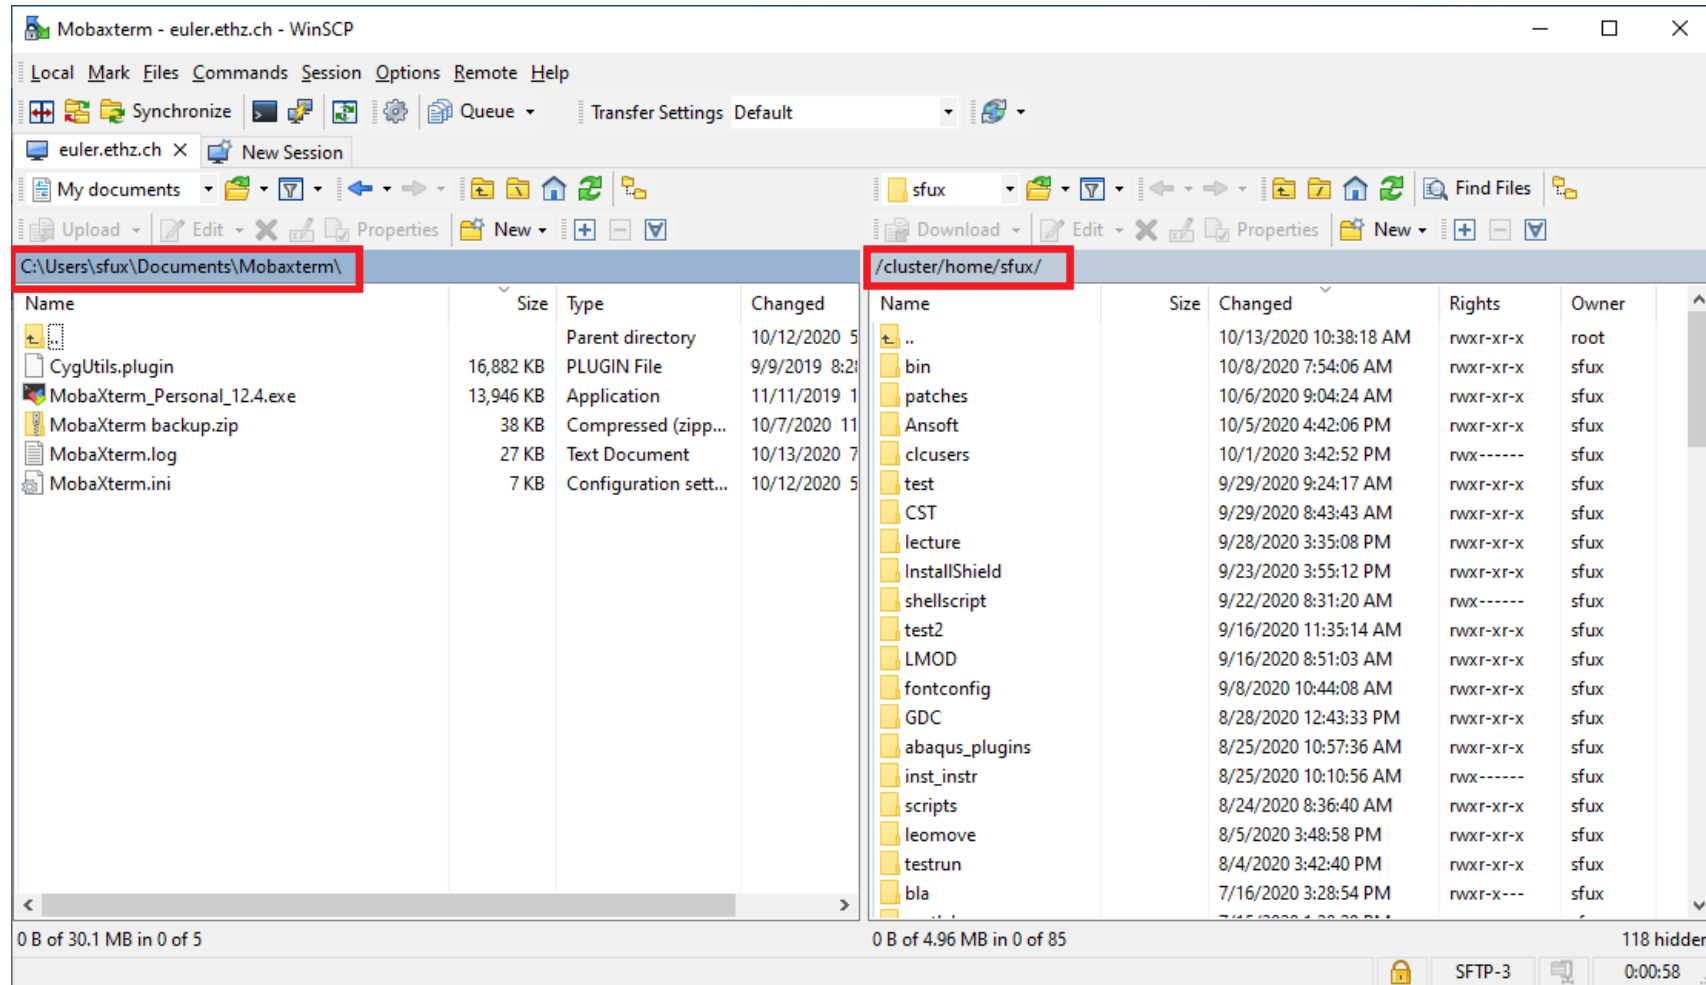 Mobaxterm - euler.ethz.ch - WinSCP
Local Mark Files Commands Session Options Remote Help
Synchronize Queue Transfer Settings Default
euler.ethz.ch New Session
My documents sfux Find Files
Upload Edit Properties New Download Edit Properties New
C:\Users\sfux\Documents\Mobaxterm\ /cluster/home/sfux/
Name Size Type Changed Name Size Changed Rights Owner
.. Parent directory 10/12/2020 5 .. 10/13/2020 10:38:18 AM rwxr-xr-x root
CygUtils.plugin 16,882 KB PLUGIN File 9/9/2019 8:28 bin 10/8/2020 7:54:06 AM rwxr-xr-x sfux
MobaXterm_Personal_12.4.exe 13,946 KB Application 11/11/2019 1 patches 10/6/2020 9:04:24 AM rwxr-xr-x sfux
MobaXterm backup.zip 38 KB Compressed (zipp... 10/7/2020 11 Ansoft 10/5/2020 4:42:06 PM rwxr-xr-x sfux
MobaXterm.log 27 KB Text Document 10/13/2020 7 clcusers 10/1/2020 3:42:52 PM rwx------ sfux
MobaXterm.ini 7 KB Configuration sett... 10/12/2020 5 test 9/29/2020 9:24:17 AM rwxr-xr-x sfux
CST 9/29/2020 8:43:43 AM rwxr-xr-x sfux
lecture 9/28/2020 3:35:08 PM rwxr-xr-x sfux
InstallShield 9/23/2020 3:55:12 PM rwxr-xr-x sfux
shellscript 9/22/2020 8:31:20 AM rwx------ sfux
test2 9/16/2020 11:35:14 AM rwxr-xr-x sfux
LMOD 9/16/2020 8:51:03 AM rwxr-xr-x sfux
fontconfig 9/8/2020 10:44:08 AM rwxr-xr-x sfux
GDC 8/28/2020 12:43:33 PM rwxr-xr-x sfux
abaqus_plugins 8/25/2020 10:57:36 AM rwxr-xr-x sfux
inst_instr 8/25/2020 10:10:56 AM rwx------ sfux
scripts 8/24/2020 8:36:40 AM rwxr-xr-x sfux
leomove 8/5/2020 3:48:58 PM rwxr-xr-x sfux
testrun 8/4/2020 3:42:40 PM rwxr-xr-x sfux
bla 7/16/2020 3:28:54 PM rwxr-x--- sfux
0 B of 30.1 MB in 0 of 5 0 B of 4.96 MB in 0 of 85 118 hidden
SFTP-3 0:00:58